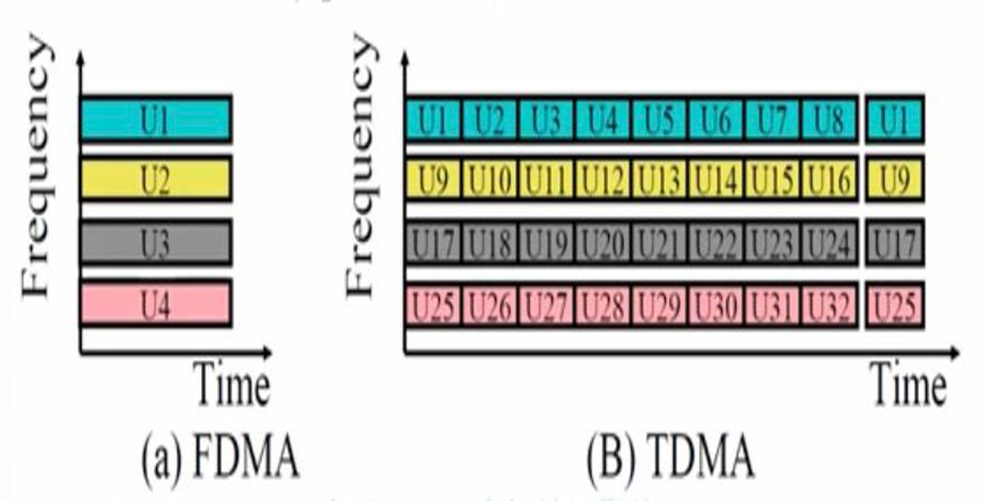 Frequency
U1
U2
U3
U4
Time
(a) FDMA
Frequency
U1 U2 U3 U4 U5 U6 U7 U8 U1
U9 U10 U11 U12 U13 U14 U15 U16 U9
U17 U18 U19 U20 U21 U22 U23 U24 U17
U25 U26 U27 U28 U29 U30 U31 U32 U25
Time
(B) TDMA